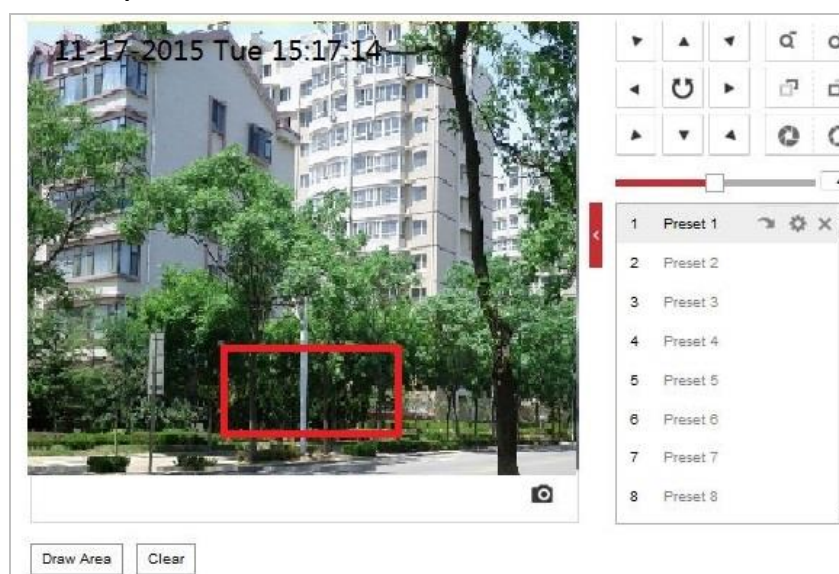 11-17-2015 Tue 15:17:14
1 Preset 1
2 Preset 2
3 Preset 3
4 Preset 4
5 Preset 5
6 Preset 6
7 Preset 7
8 Preset 8
Draw Area Clear